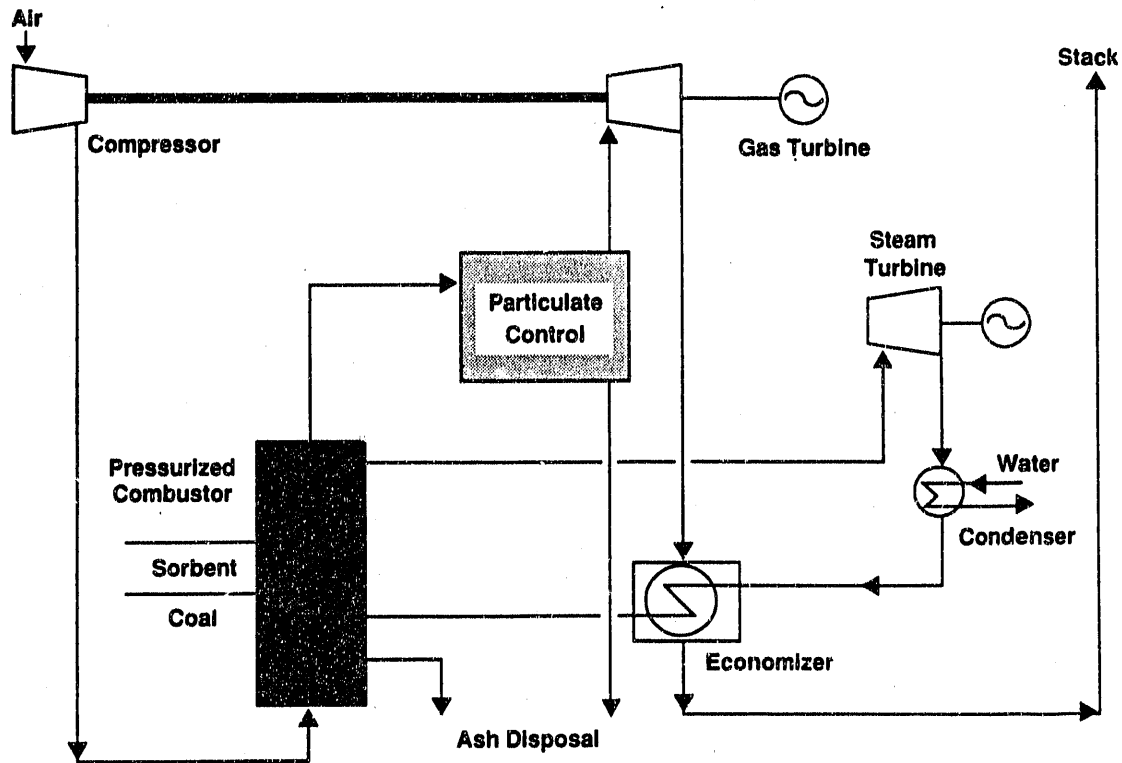 Air
Stack
Compressor
Gas Turbine
Steam
Turbine
Particulate
Control
Pressurized
Combustor
Water
Condenser
Sorbent
Coal
Economizer
Ash Disposal